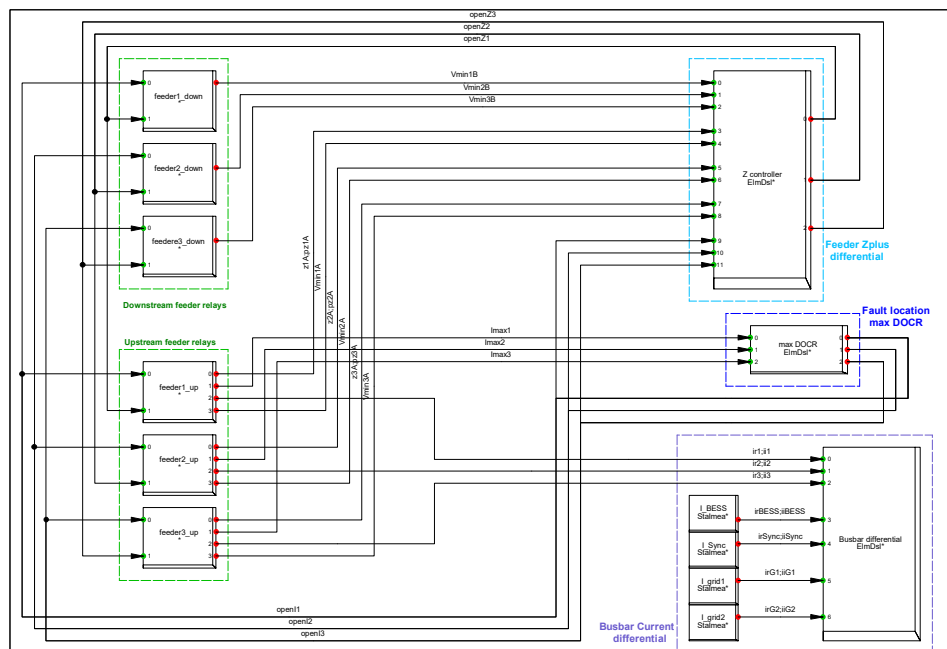 openZ3
openZ2
openZ1
Vmin1B
Vmin2B
Vmin3B
0
feeder1_down
*
1
0
feeder2_down
*
1
0
feedere3_down
*
1
Downstream feeder relays
0
1
2
3
4
5
6
7
8
9
10
11
Z controller
ElmDsl*
0
1
2
Feeder Zplus
differential
z1A;pz1A
Vmin1A
z2A;pz2A
Vmin2A
z3A;pz3A
Vmin3A
Upstream feeder relays
0
feeder1_up
*
1
0
1
2
3
0
feeder2_up
*
1
0
1
2
3
0
feeder3_up
*
1
0
1
2
3
Imax1
Imax2
Imax3
Fault location
max DOCR
0
1
2
max DOCR
ElmDsl*
0
1
2
ir1;ii1
ir2;ii2
ir3;ii3
I_BESS
StaImea*
I_Sync
StaImea*
I_grid1
StaImea*
I_grid2
StaImea*
irBESS;iiBESS
irSync;iiSync
irG1;iiG1
irG2;iiG2
0
1
2
3
4
5
6
Busbar differential
ElmDsl*
Busbar Current
differential
openI1
openI2
openI3